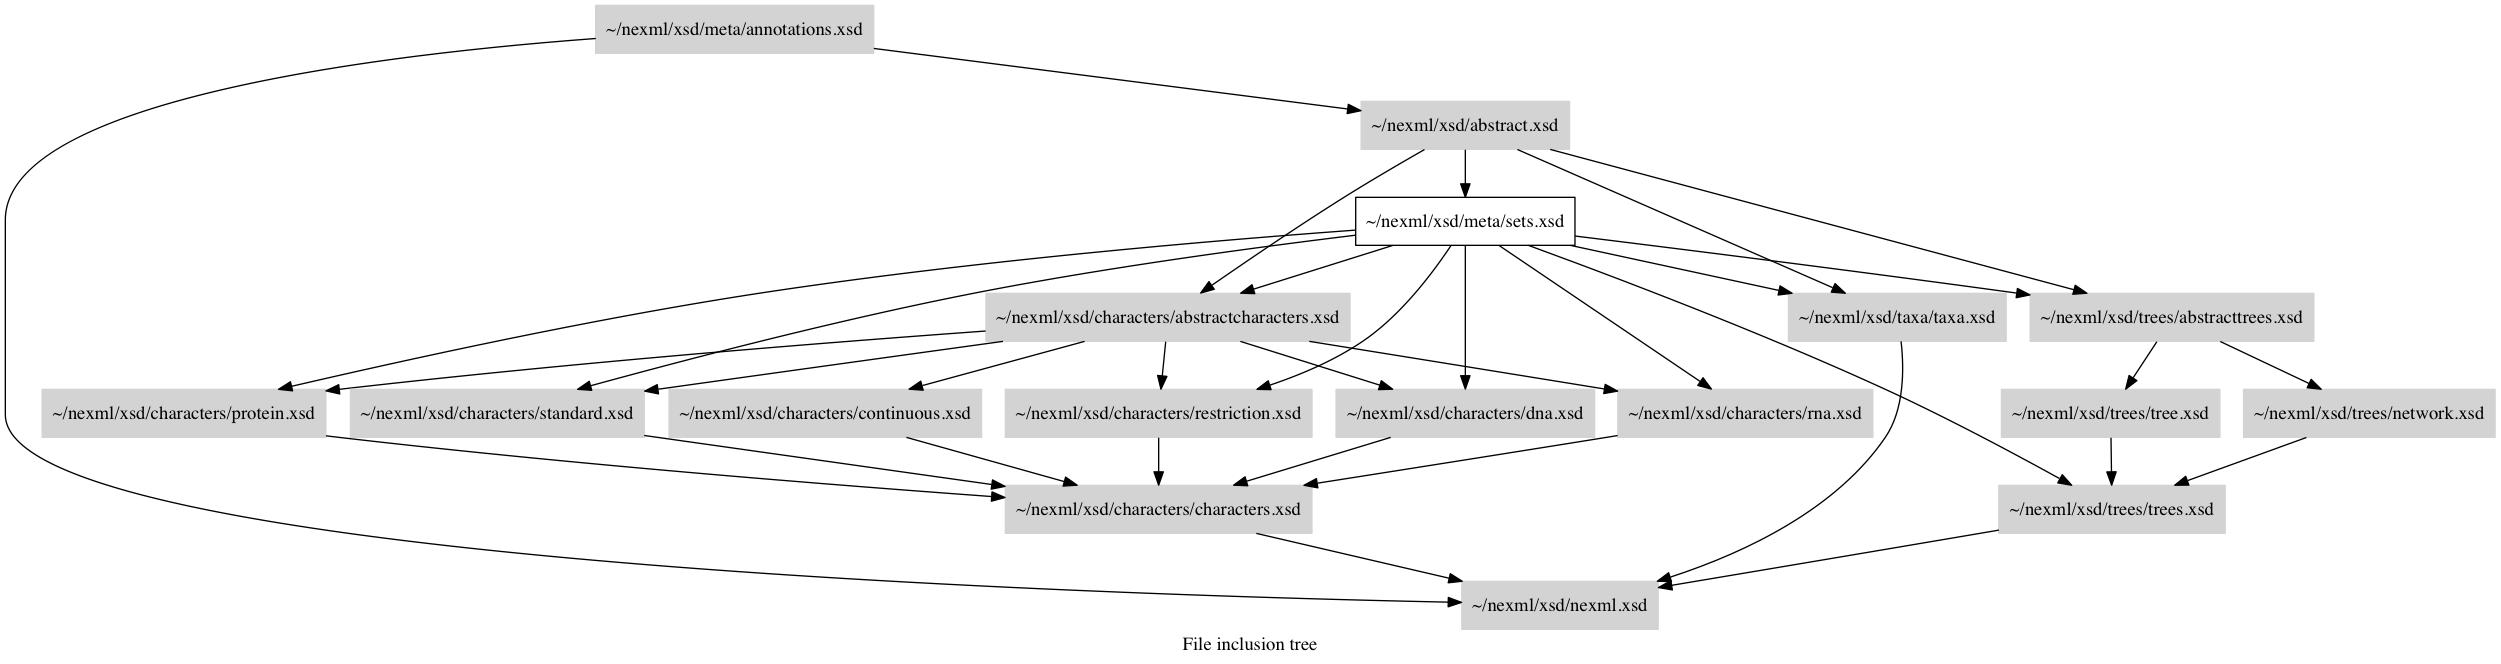 ~/nexml/xsd/meta/annotations.xsd
~/nexml/xsd/abstract.xsd
~/nexml/xsd/meta/sets.xsd
~/nexml/xsd/characters/abstractcharacters.xsd
~/nexml/xsd/taxa/taxa.xsd
~/nexml/xsd/trees/abstracttrees.xsd
~/nexml/xsd/characters/protein.xsd
~/nexml/xsd/characters/standard.xsd
~/nexml/xsd/characters/continuous.xsd
~/nexml/xsd/characters/restriction.xsd
~/nexml/xsd/characters/dna.xsd
~/nexml/xsd/characters/rna.xsd
~/nexml/xsd/trees/tree.xsd
~/nexml/xsd/trees/network.xsd
~/nexml/xsd/characters/characters.xsd
~/nexml/xsd/trees/trees.xsd
~/nexml/xsd/nexml.xsd
File inclusion tree